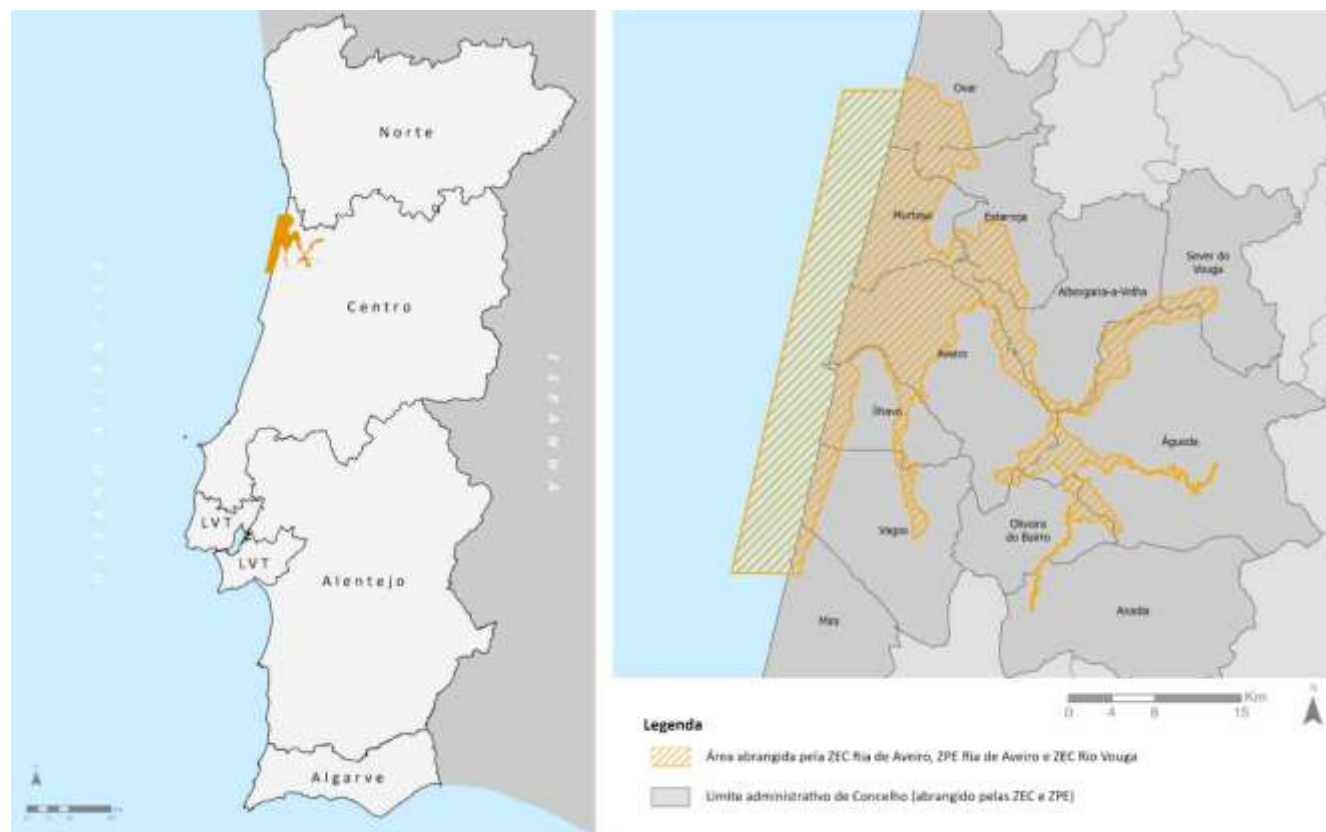 Norte
Centro
LVT
LVT
Alentejo
Algarve
ESPANHA
Ovar
Murtosa
Estarreja
Sever do
Vouga
Albergaria-a-Velha
Aveiro
Ílhavo
Águeda
Vagos
Oliveira
do Bairro
Anadia
Mira
Km
0 4 8 16
N
Legenda
Área abrangida pela ZEC Ria de Aveiro, ZPE Ria de Aveiro e ZEC Rio Vouga
Limite administrativo de Concelho (abrangido pelas ZEC e ZPE)